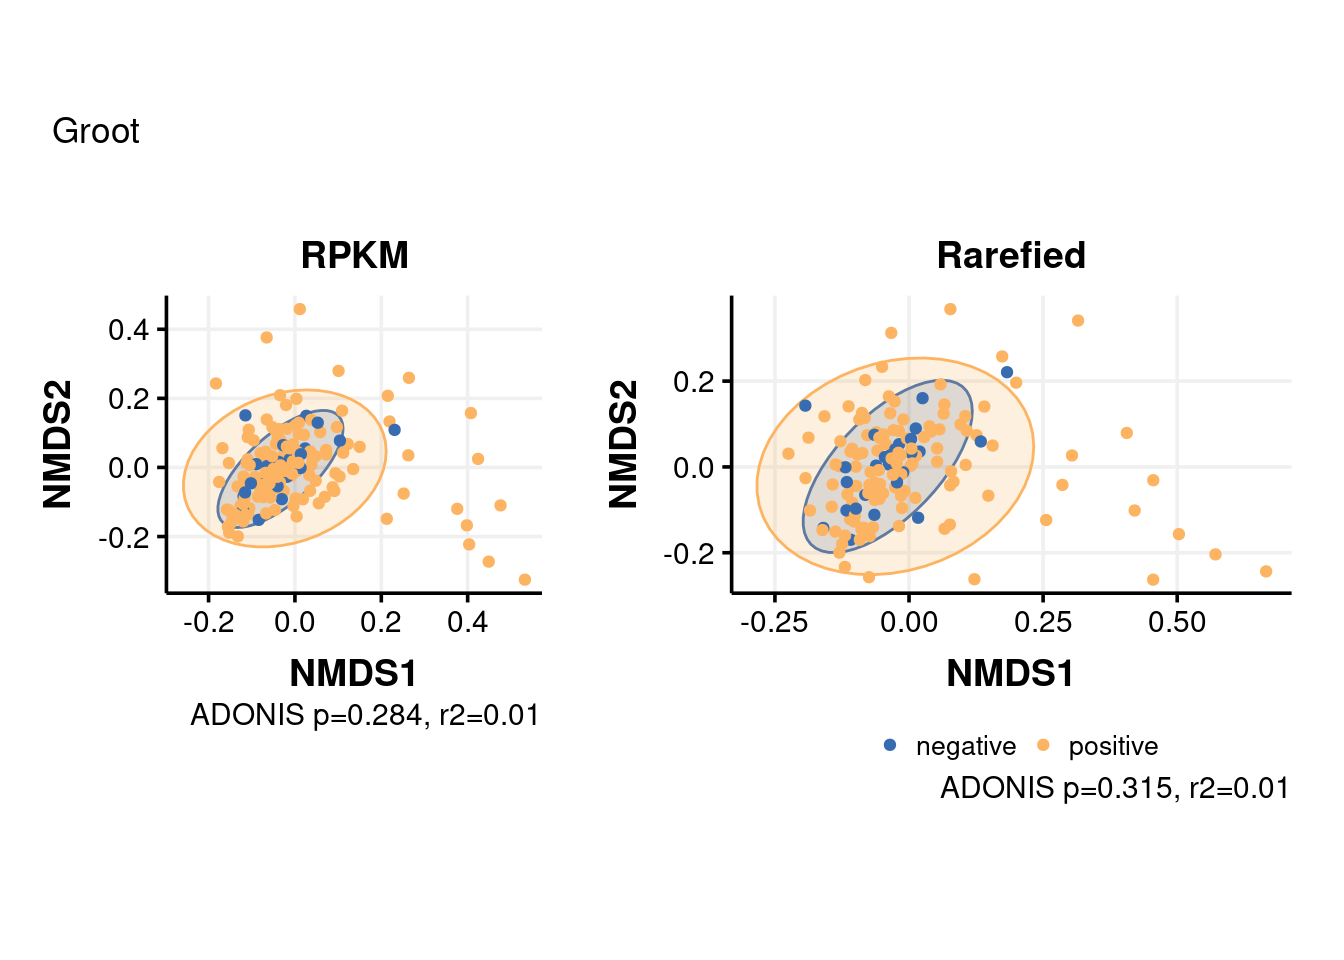 Groot
RPKM
Rarefied
NMDS2
0.4
0.2
0.0
-0.2
-0.2 0.0 0.2 0.4
NMDS1
ADONIS p=0.284, r2=0.01
NMDS2
0.2
0.0
-0.2
-0.25 0.00 0.25 0.50
NMDS1
negative positive
ADONIS p=0.315, r2=0.01